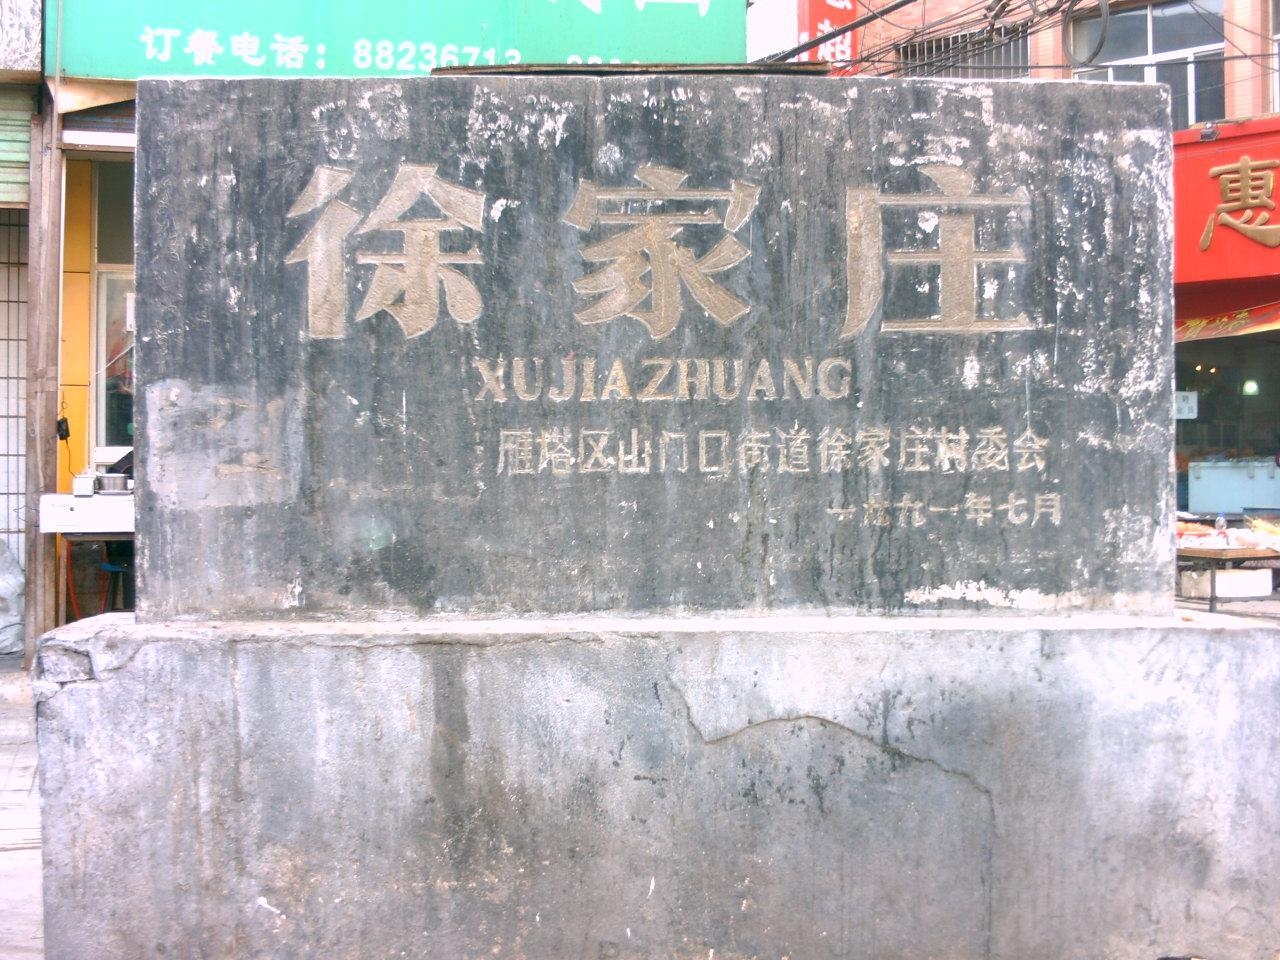 订餐电话：88236713
惠
徐家庄
XUJIAZHUANG
雁塔区山门口街道徐家庄村委会
一九九一年七月